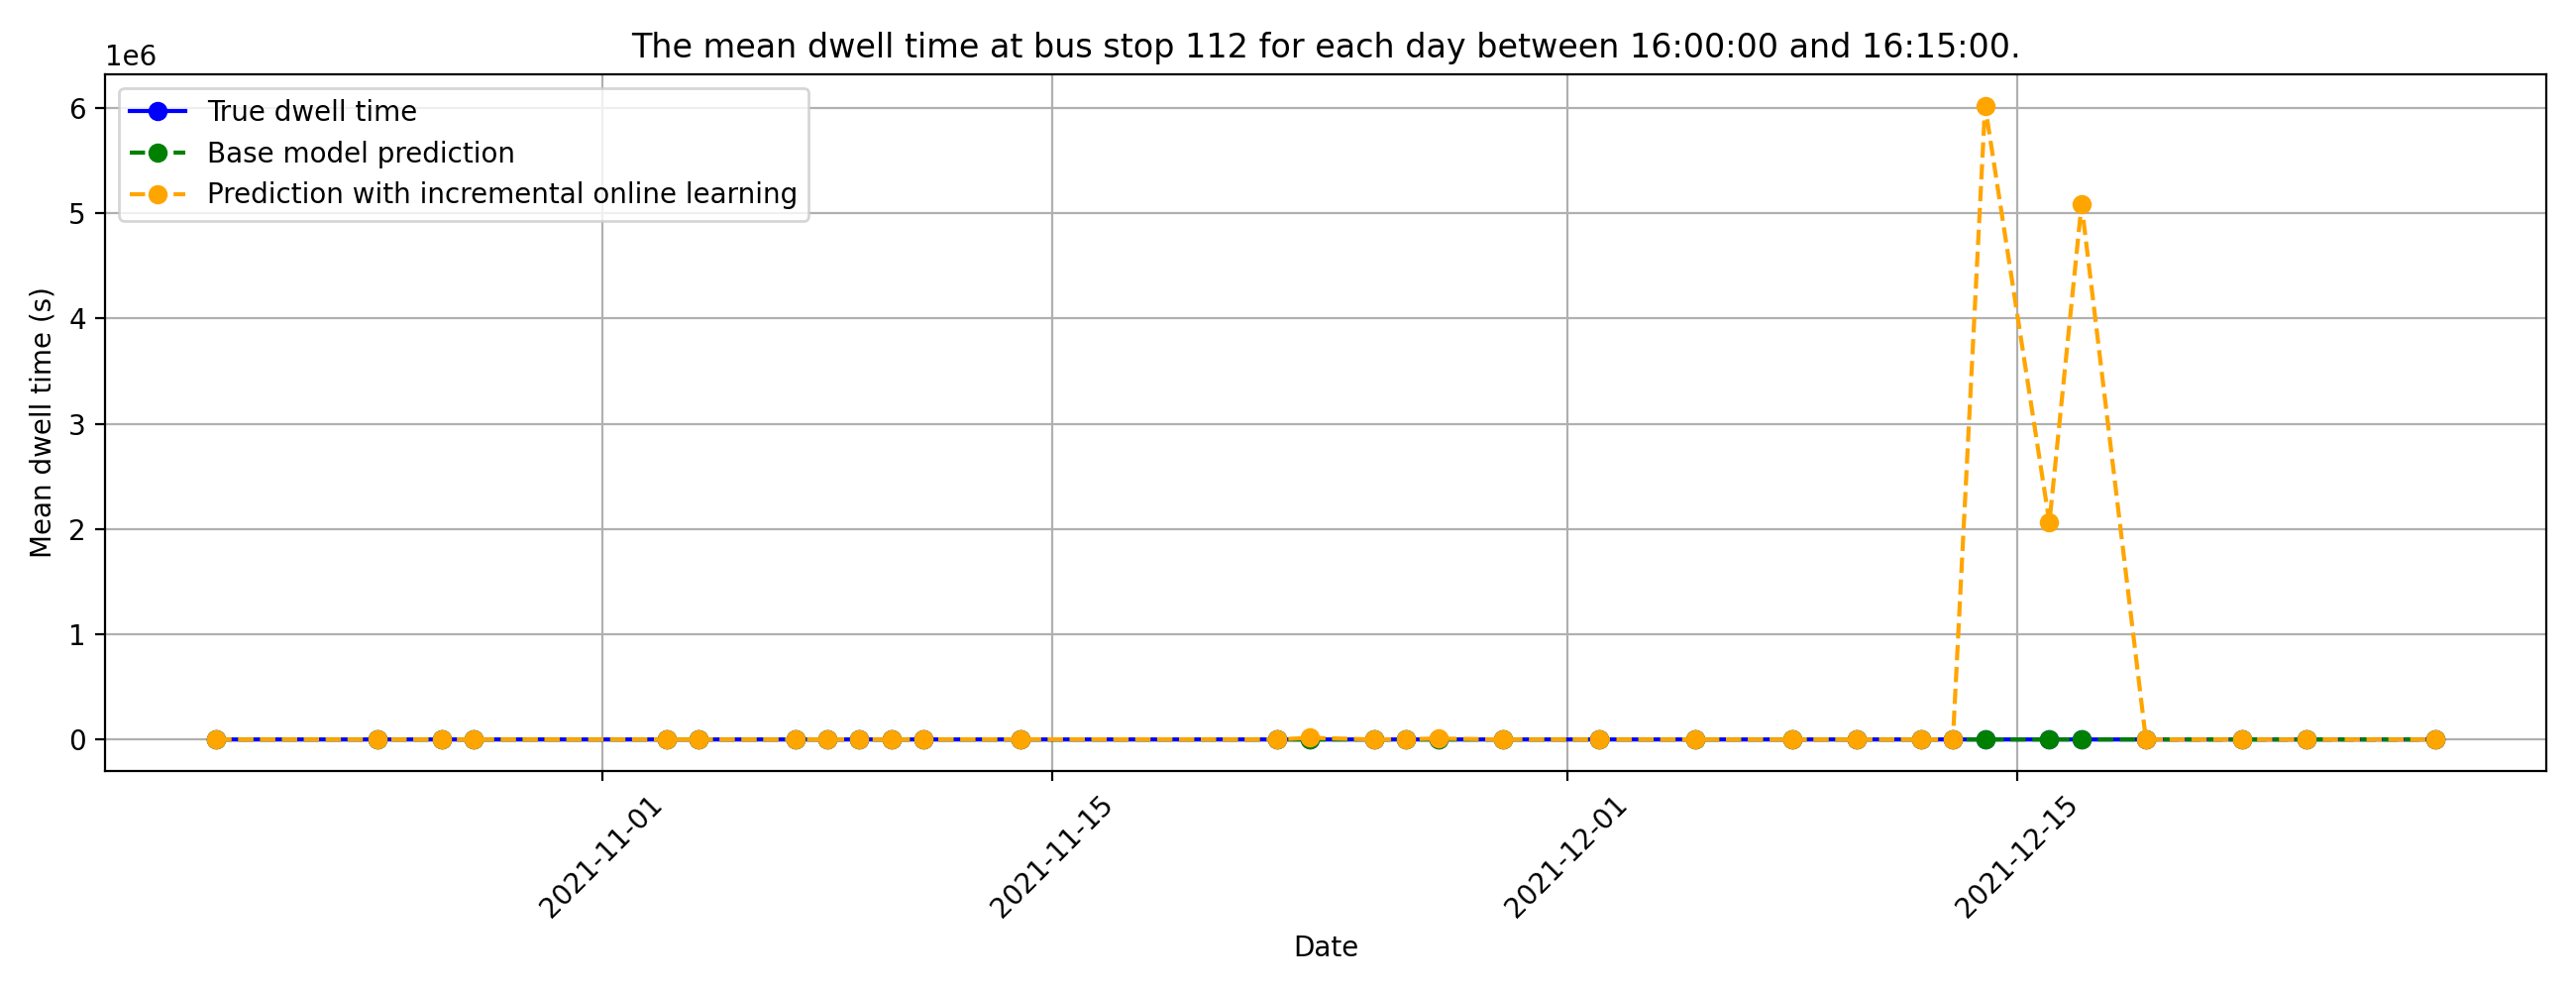 The mean dwell time at bus stop 112 for each day between 16:00:00 and 16:15:00.
1e6
True dwell time
Base model prediction
Prediction with incremental online learning
6
5
4
3
2
1
0
Mean dwell time (s)
2021-11-01
2021-11-15
2021-12-01
2021-12-15
Date